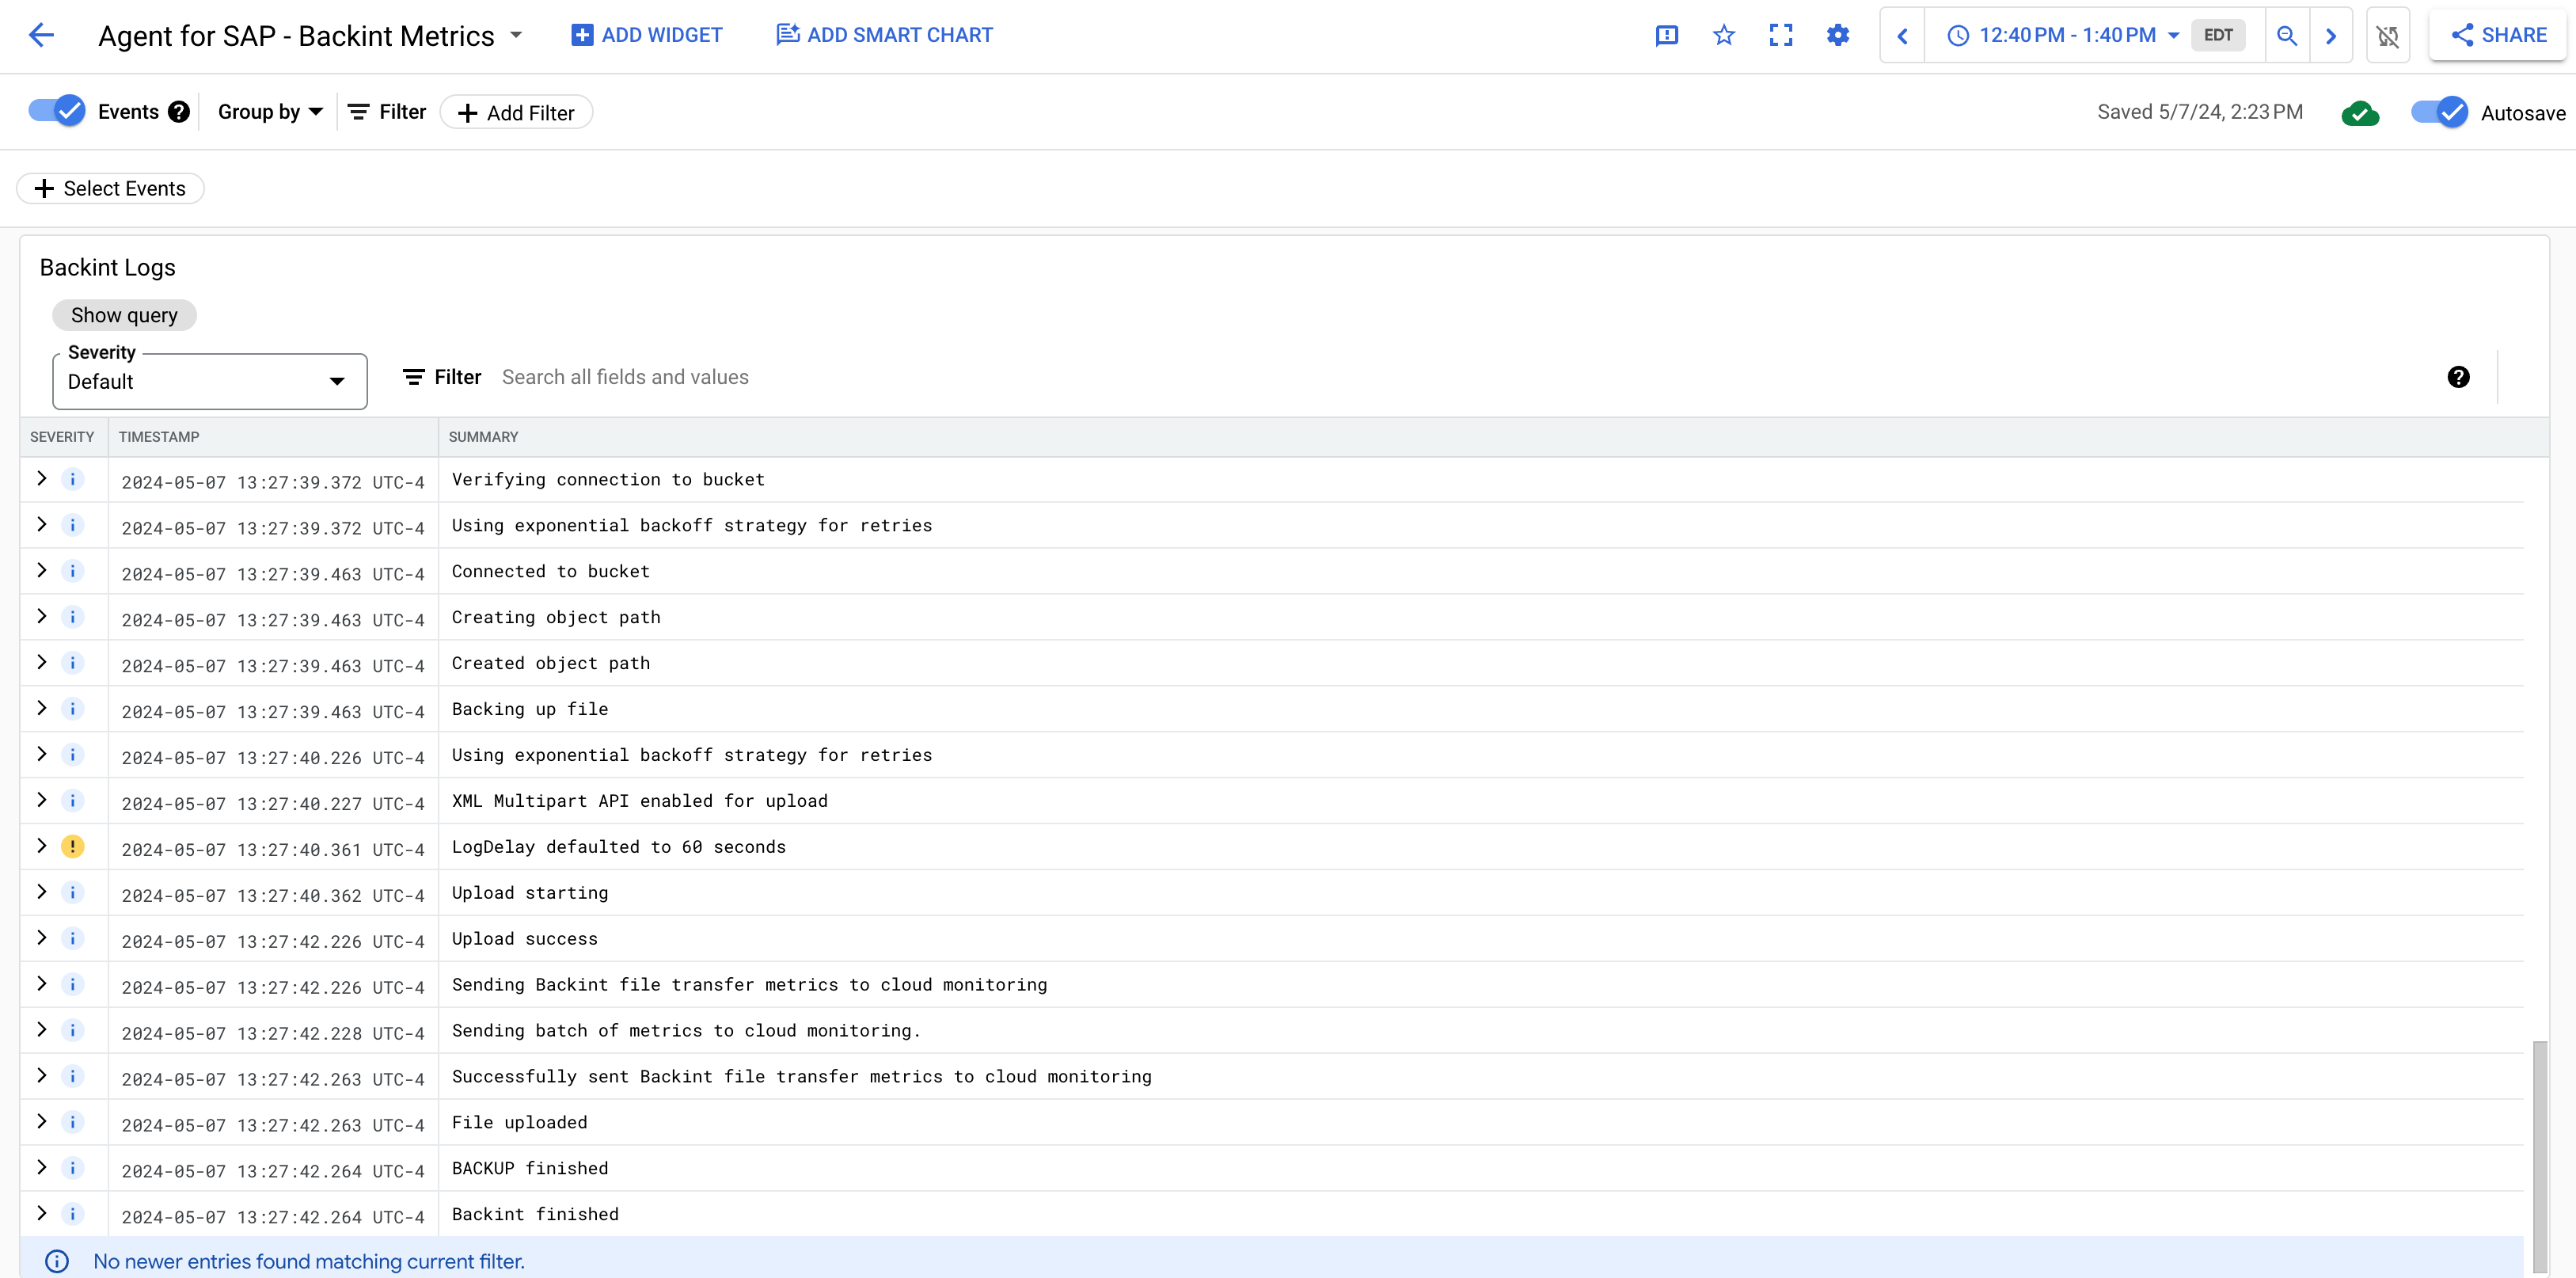 Agent for SAP - Backint Metrics ADD WIDGET ADD SMART CHART 12:40 PM - 1:40 PM EDT SHARE
Events Group by Filter Add Filter Saved 5/7/24, 2:23 PM Autosave
Select Events
Backint Logs
Show query
Severity
Default Filter Search all fields and values
SEVERITY TIMESTAMP SUMMARY
2024-05-07 13:27:39.372 UTC-4 Verifying connection to bucket
2024-05-07 13:27:39.372 UTC-4 Using exponential backoff strategy for retries
2024-05-07 13:27:39.463 UTC-4 Connected to bucket
2024-05-07 13:27:39.463 UTC-4 Creating object path
2024-05-07 13:27:39.463 UTC-4 Created object path
2024-05-07 13:27:39.463 UTC-4 Backing up file
2024-05-07 13:27:40.226 UTC-4 Using exponential backoff strategy for retries
2024-05-07 13:27:40.227 UTC-4 XML Multipart API enabled for upload
2024-05-07 13:27:40.361 UTC-4 LogDelay defaulted to 60 seconds
2024-05-07 13:27:40.362 UTC-4 Upload starting
2024-05-07 13:27:42.226 UTC-4 Upload success
2024-05-07 13:27:42.226 UTC-4 Sending Backint file transfer metrics to cloud monitoring
2024-05-07 13:27:42.228 UTC-4 Sending batch of metrics to cloud monitoring.
2024-05-07 13:27:42.263 UTC-4 Successfully sent Backint file transfer metrics to cloud monitoring
2024-05-07 13:27:42.263 UTC-4 File uploaded
2024-05-07 13:27:42.264 UTC-4 BACKUP finished
2024-05-07 13:27:42.264 UTC-4 Backint finished
No newer entries found matching current filter.